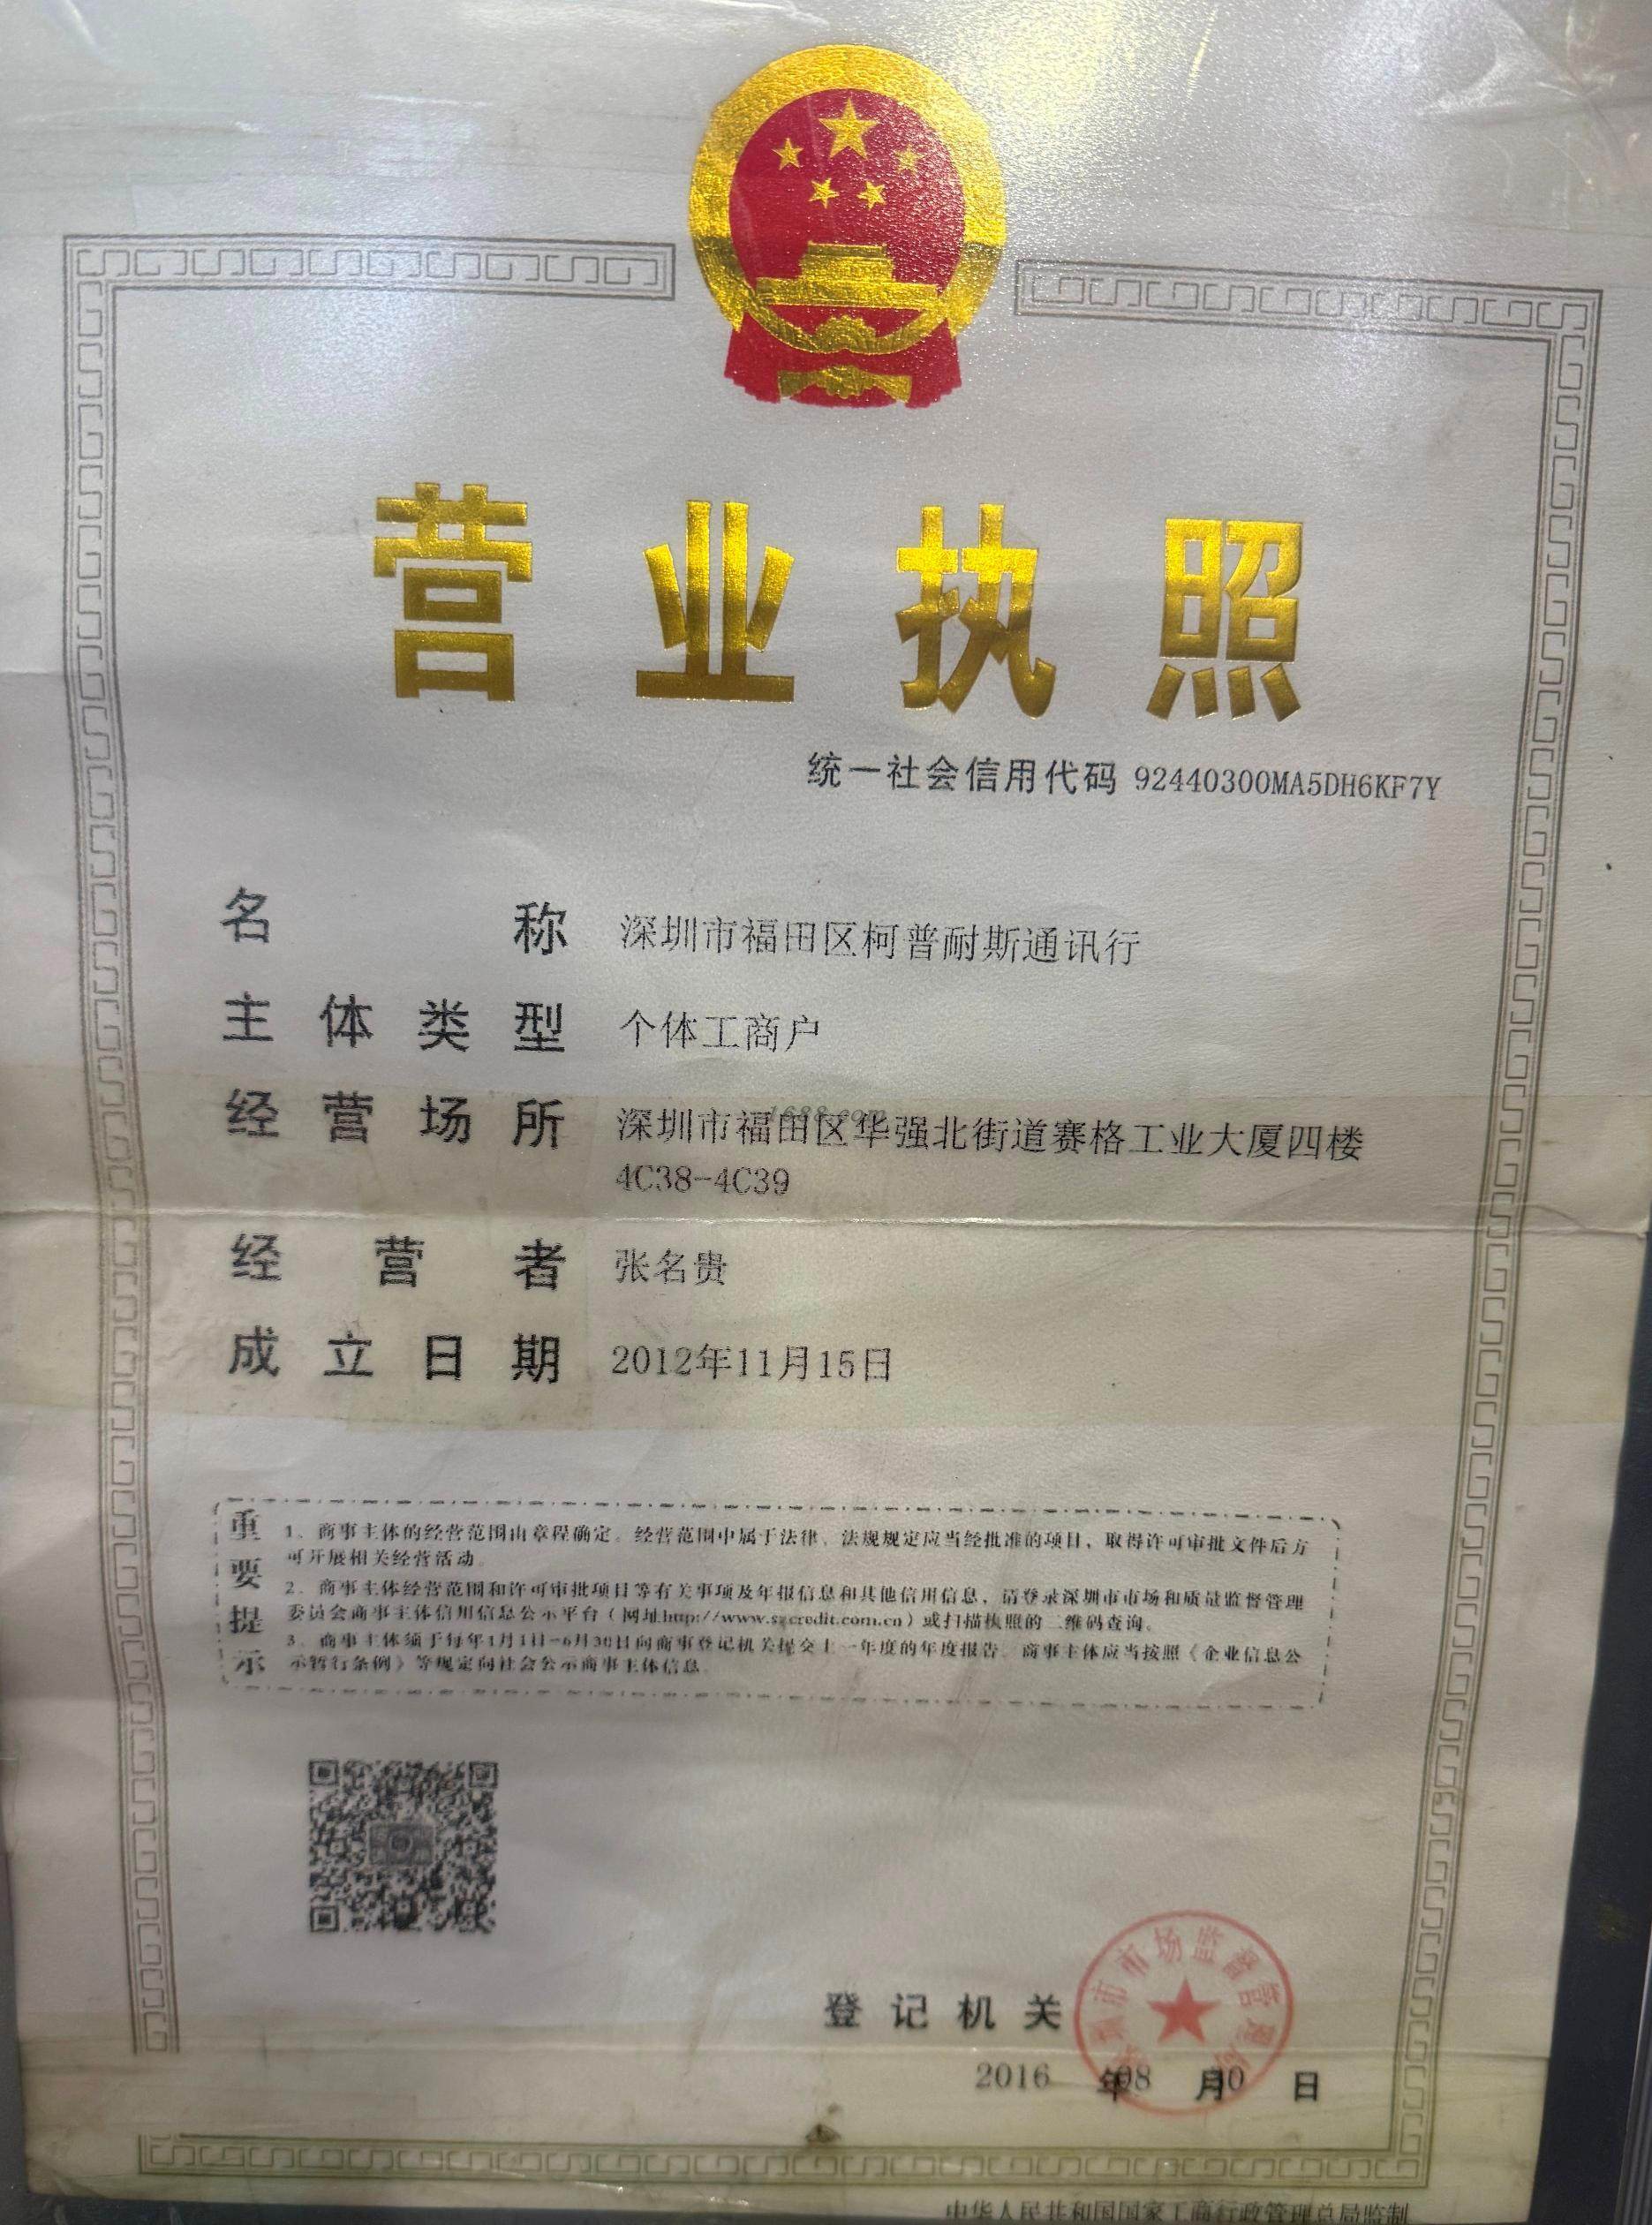 营业执照
统一社会信用代码 92440300MA5DH6KF7Y
名称 深圳市福田区柯普耐斯通讯行
主体类型 个体工商户
经营场所 深圳市福田区华强北街道赛格工业大厦四楼
4C38-4C39
1688.com
经营者 张名贵
成立日期 2012年11月15日
重要提示
1、商事主体的经营范围由章程确定。经营范围中属于法律、法规规定应当经批准的项目，取得许可审批文件后方
可开展相关经营活动。
2、商事主体经营范围和许可审批项目等有关事项及年报信息和其他信用信息，请登录深圳市市场和质量监督管理
委员会商事主体信用信息公示平台（网址http://www.szcredit.com.cn）或扫描执照的二维码查询。
3、商事主体须于每年1月1日-6月30日向商事登记机关提交上一年度的年度报告。商事主体应当按照《企业信息公
示暂行条例》等规定向社会公示商事主体信息。
登记机关
市市场监督管理局
2016 年08 月 日
中华人民共和国国家工商行政管理总局监制